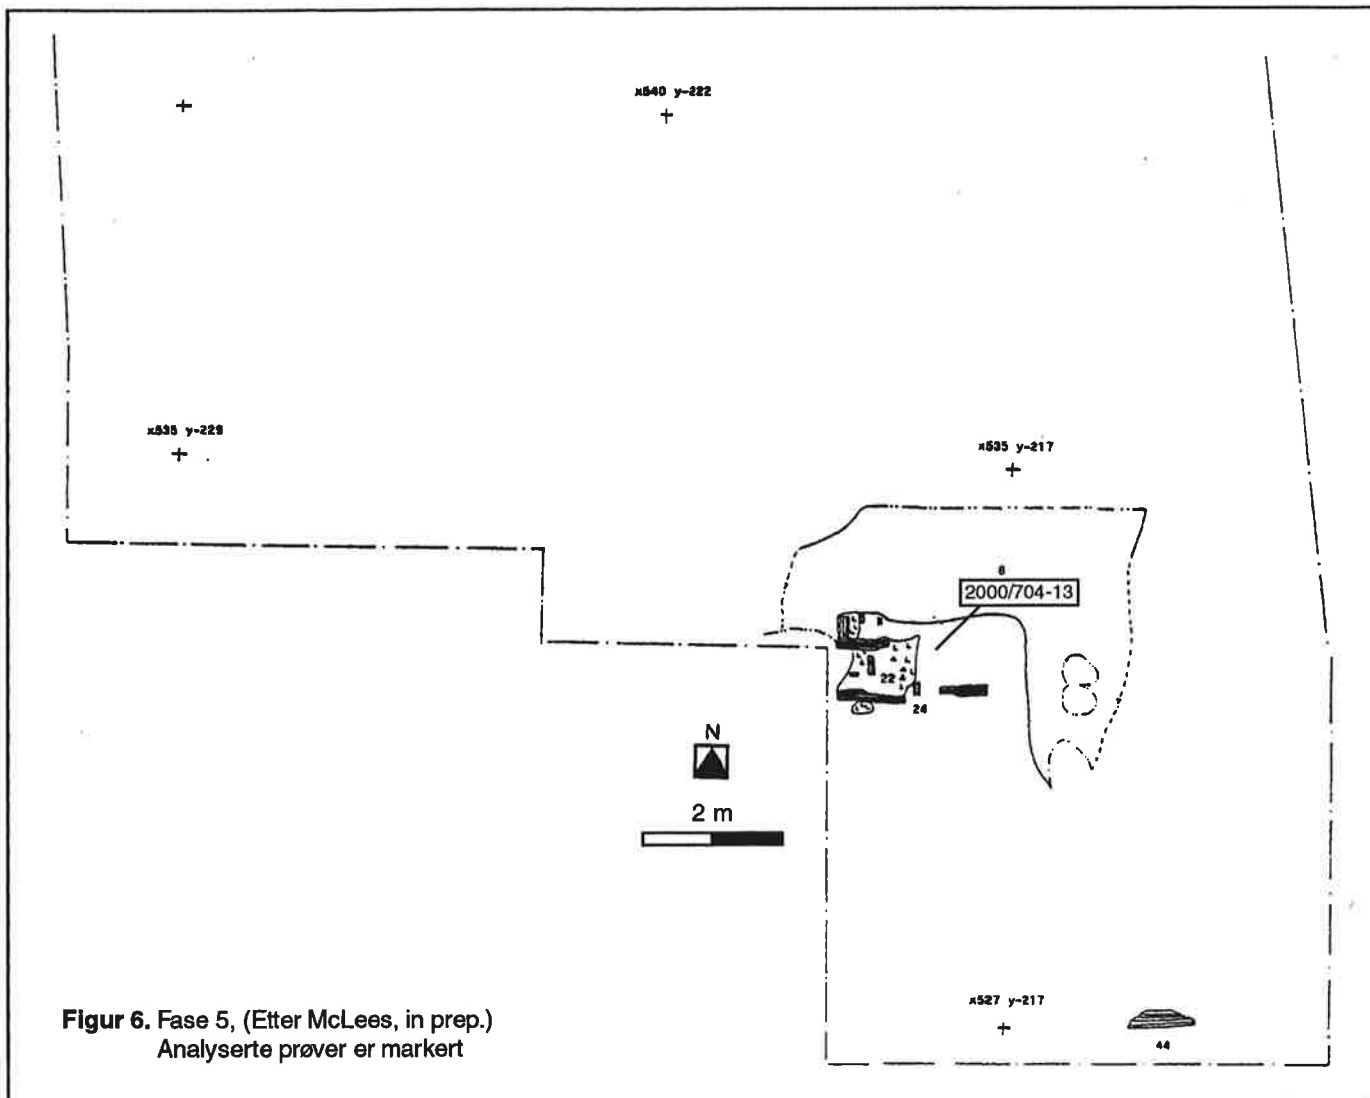 x540 y-222
x535 y-229
x535 y-217
8
2000/704-13
22
24
N
2 m
x527 y-217
44
Figur 6. Fase 5, (Etter McLees, in prep.)
Analyserte prøver er markert